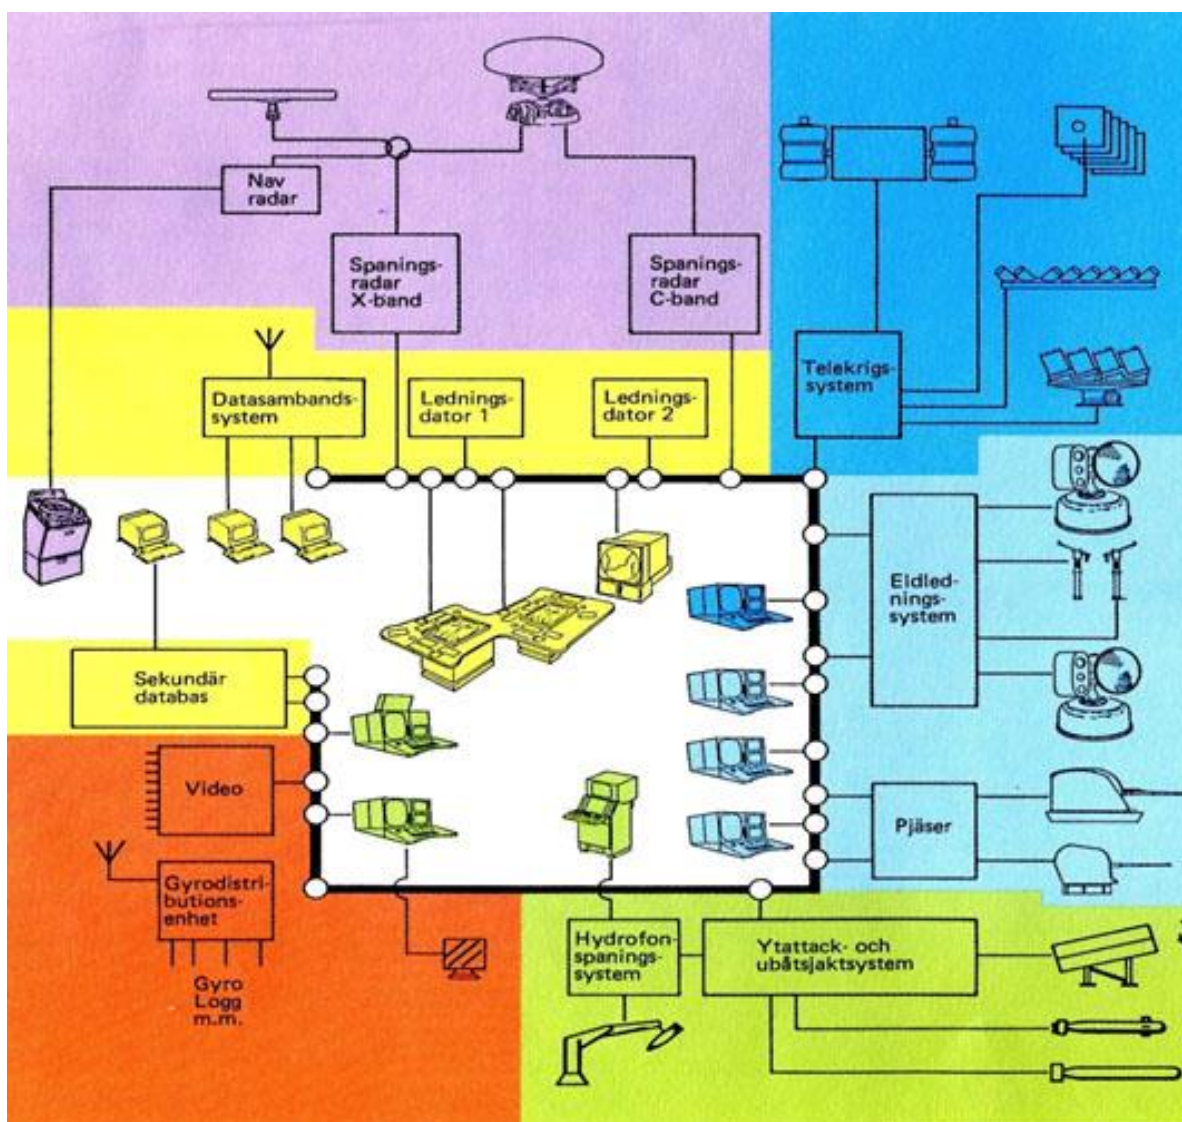 Nav
radar
Spanings-
radar
X-band
Spanings-
radar
C-band
Telekrigs-
system
Datasambands-
system
Lednings-
dator 1
Lednings-
dator 2
Eldled-
nings-
system
Sekundär
databas
Video
Pjäser
Gyrodistri-
butions-
enhet
Gyro
Logg
m.m.
Hydrofon-
spanings-
system
Ytattack- och
ubåtsjaktsystem